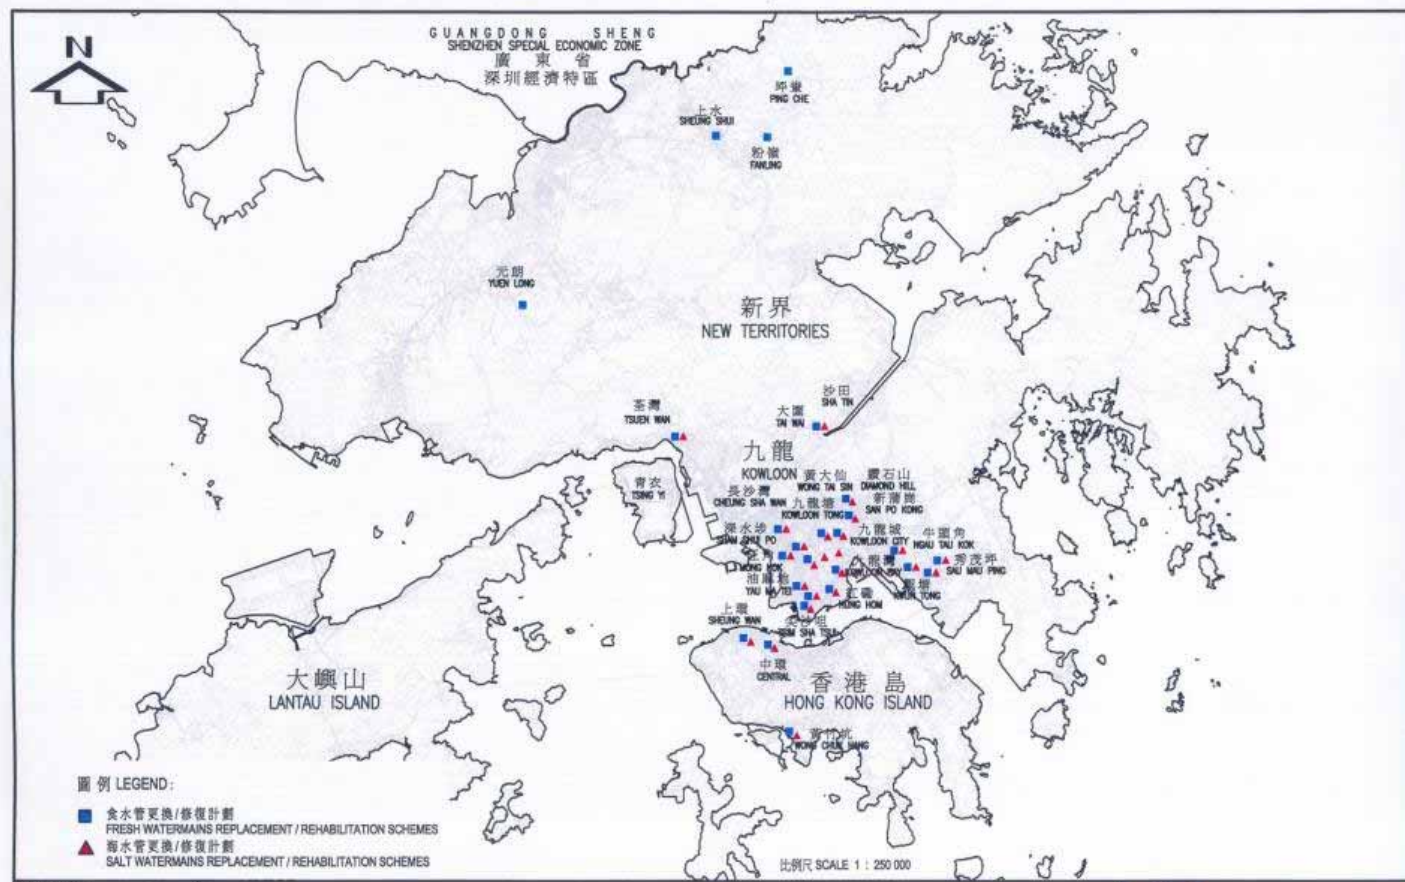 GUANGDONG SHENG
SHENZHEN SPECIAL ECONOMIC ZONE
廣東省
深圳經濟特區
N
坪輋
PING CHE
上水
SHEUNG SHUI
粉嶺
FANLING
元朗
YUEN LONG
新界
NEW TERRITORIES
沙田
SHA TIN
荃灣
TSUEN WAN
大圍
TAI WAI
九龍
KOWLOON
青衣
TSING YI
黃大仙
WONG TAI SIN
鑽石山
DIAMOND HILL
長沙灣
CHEUNG SHA WAN
九龍塘
KOWLOON TONG
新蒲崗
SAN PO KONG
深水埗
SHAM SHUI PO
九龍城
KOWLOON CITY
牛頭角
NGAU TAU KOK
MONG KOK
九龍灣
KOWLOON BAY
秀茂坪
SAU MAU PING
油麻地
YAU MA TEI
紅磡
HUNG HOM
觀塘
KWUN TONG
上環
SHEUNG WAN
尖沙咀
TSIM SHA TSUI
中環
CENTRAL
大嶼山
LANTAU ISLAND
香港島
HONG KONG ISLAND
黃竹坑
WONG CHUK HANG
圖例 LEGEND:
食水管更換/修復計劃
FRESH WATERMAINS REPLACEMENT / REHABILITATION SCHEMES
海水管更換/修復計劃
SALT WATERMAINS REPLACEMENT / REHABILITATION SCHEMES
比例尺 SCALE 1 : 250 000